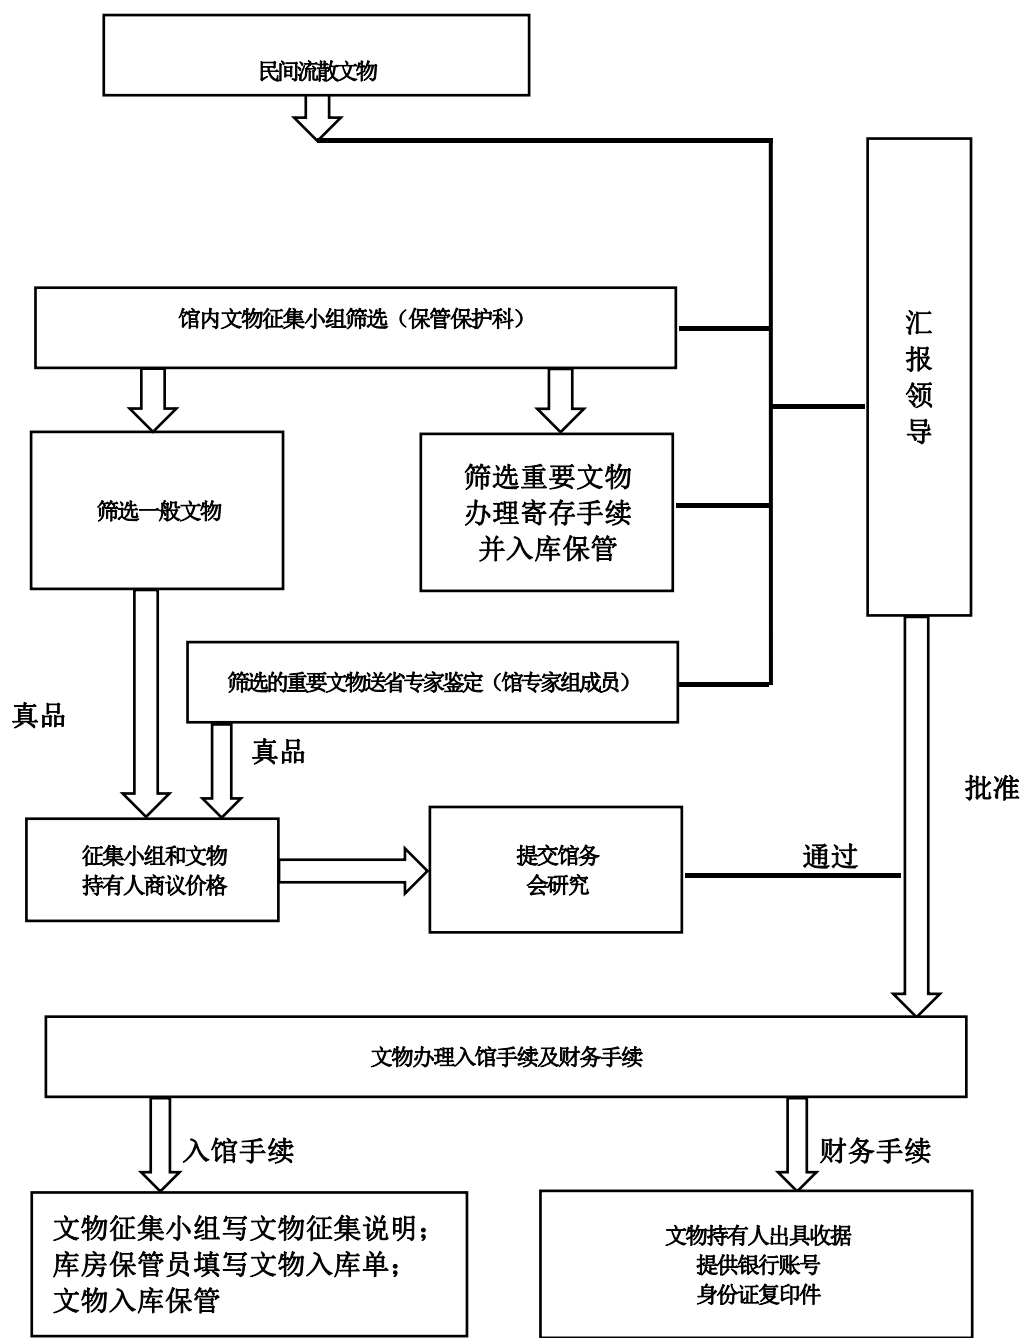 民间流散文物
馆内文物征集小组筛选（保管保护科）
汇
报
领
导
筛选一般文物
筛选重要文物
办理寄存手续
并入库保管
筛选的重要文物送省专家鉴定（馆专家组成员）
真品
真品
批准
征集小组和文物
持有人商议价格
提交馆务
会研究
通过
文物办理入馆手续及财务手续
入馆手续
财务手续
文物征集小组写文物征集说明；
库房保管员填写文物入库单；
文物入库保管
文物持有人出具收据
提供银行账号
身份证复印件